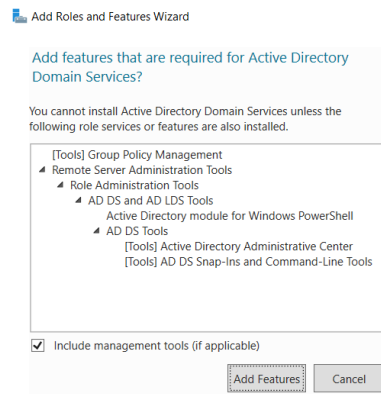 Add Roles and Features Wizard
Add features that are required for Active Directory
Domain Services?
You cannot install Active Directory Domain Services unless the
following role services or features are also installed.
[Tools] Group Policy Management
Remote Server Administration Tools
Role Administration Tools
AD DS and AD LDS Tools
Active Directory module for Windows PowerShell
AD DS Tools
[Tools] Active Directory Administrative Center
[Tools] AD DS Snap-Ins and Command-Line Tools
Include management tools (if applicable)
Add Features Cancel